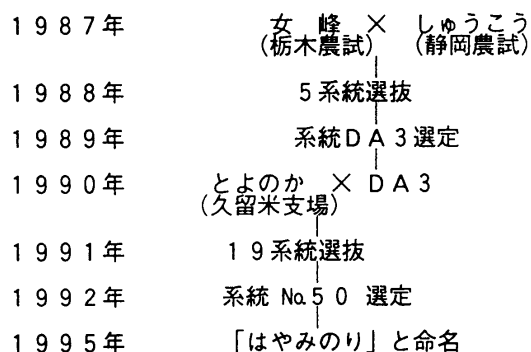 1987年 女峰 × しゅうこう
(栃木農試) (静岡農試)
1988年 5系統選抜
1989年 系統DA3選定
1990年 とよのか × DA3
(久留米支場)
1991年 19系統選抜
1992年 系統 No.50 選定
1995年 「はやみのり」と命名